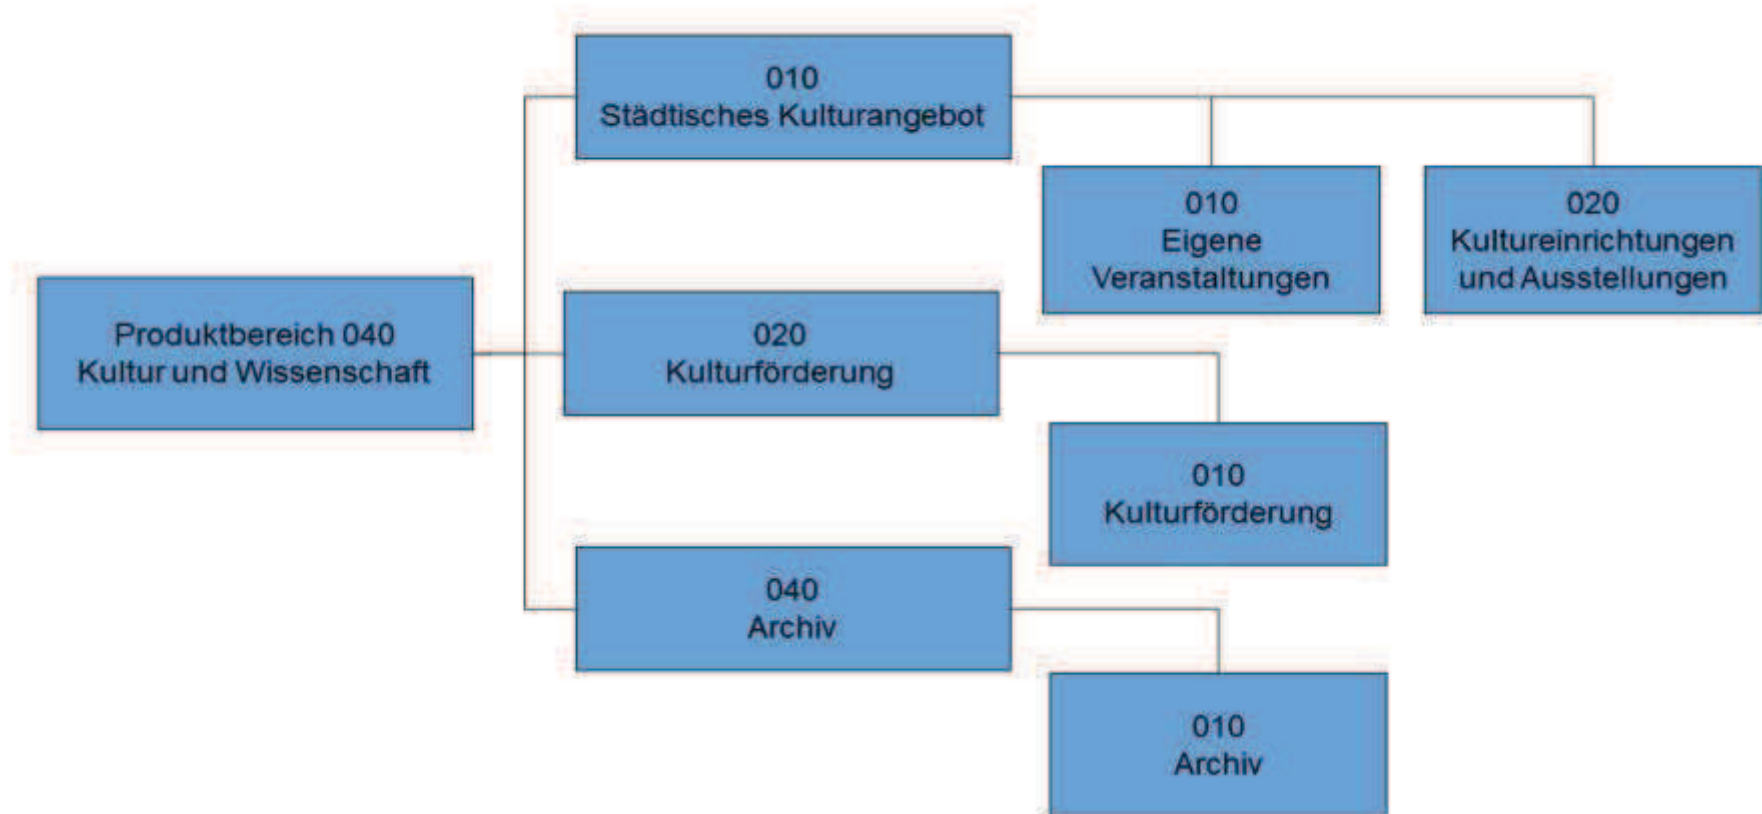 010
Städtisches Kulturangebot
010
Eigene
Veranstaltungen
020
Kultureinrichtungen
und Ausstellungen
Produktbereich 040
Kultur und Wissenschaft
020
Kulturförderung
010
Kulturförderung
040
Archiv
010
Archiv